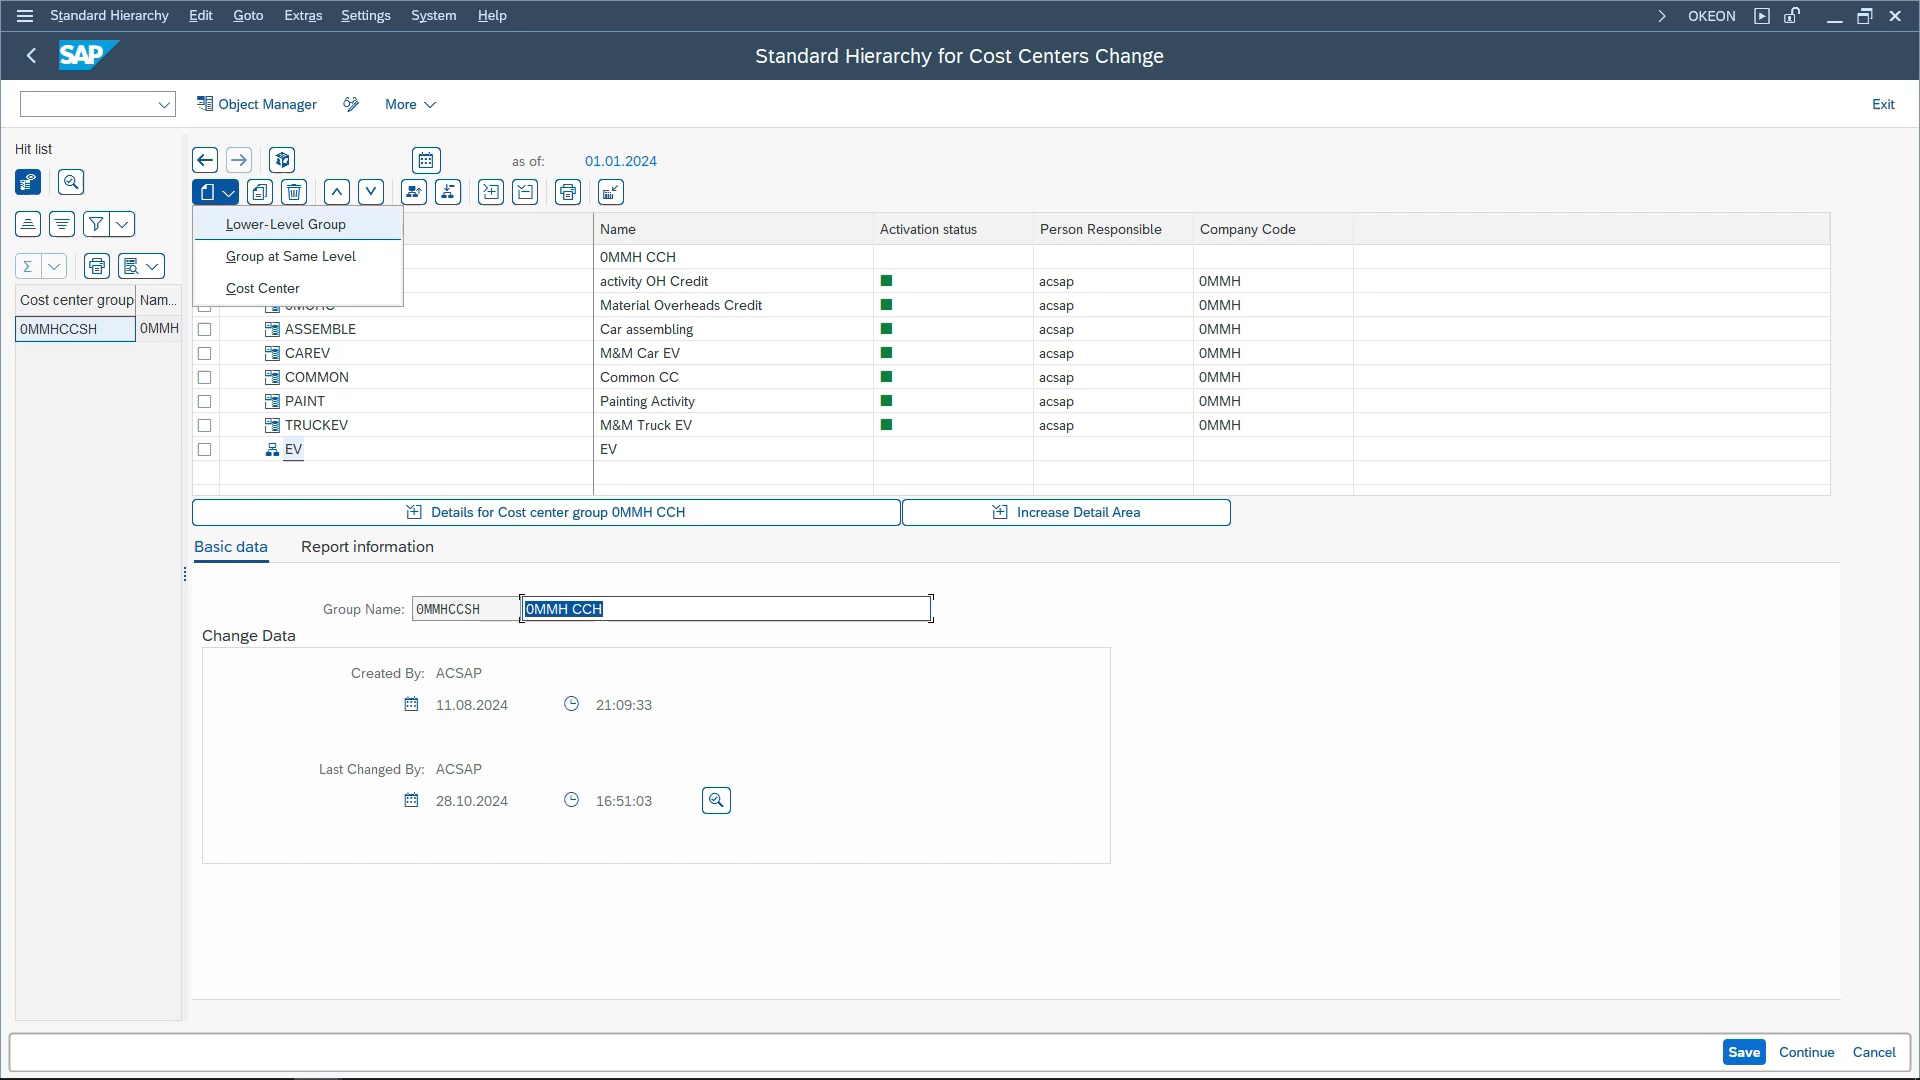 Standard Hierarchy Edit Goto Extras Settings System Help OKEON
SAP Standard Hierarchy for Cost Centers Change
Object Manager More Exit
Hit list
as of: 01.01.2024
Lower-Level Group
Group at Same Level
Cost Center
Cost center group Nam...
0MMHCCSH 0MMH
Name Activation status Person Responsible Company Code
0MMH CCH
activity OH Credit acsap 0MMH
Material Overheads Credit acsap 0MMH
ASSEMBLE Car assembling acsap 0MMH
CAREV M&M Car EV acsap 0MMH
COMMON Common CC acsap 0MMH
PAINT Painting Activity acsap 0MMH
TRUCKEV M&M Truck EV acsap 0MMH
EV EV
Details for Cost center group 0MMH CCH Increase Detail Area
Basic data Report information
Group Name: 0MMHCCSH 0MMH CCH
Change Data
Created By: ACSAP
11.08.2024 21:09:33
Last Changed By: ACSAP
28.10.2024 16:51:03
Save Continue Cancel